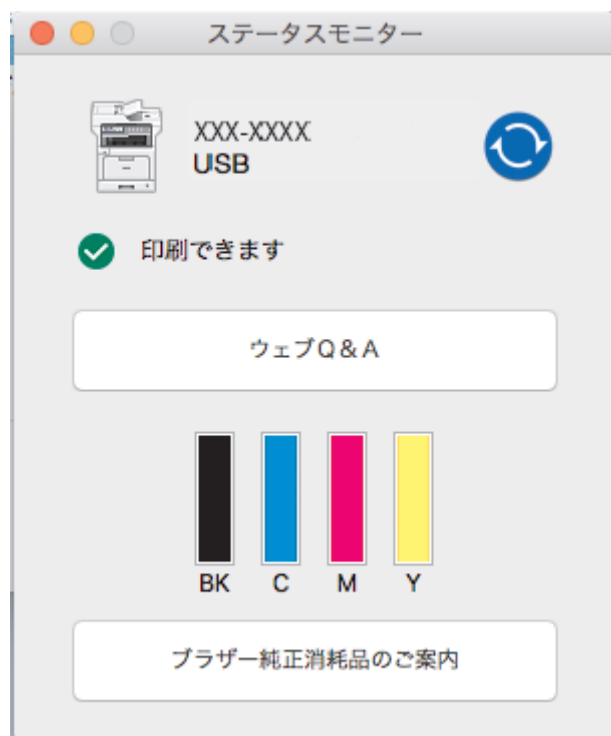 ステータスモニター
XXX-XXXX
USB
印刷できます
ウェブQ＆A
BK C M Y
ブラザー純正消耗品のご案内